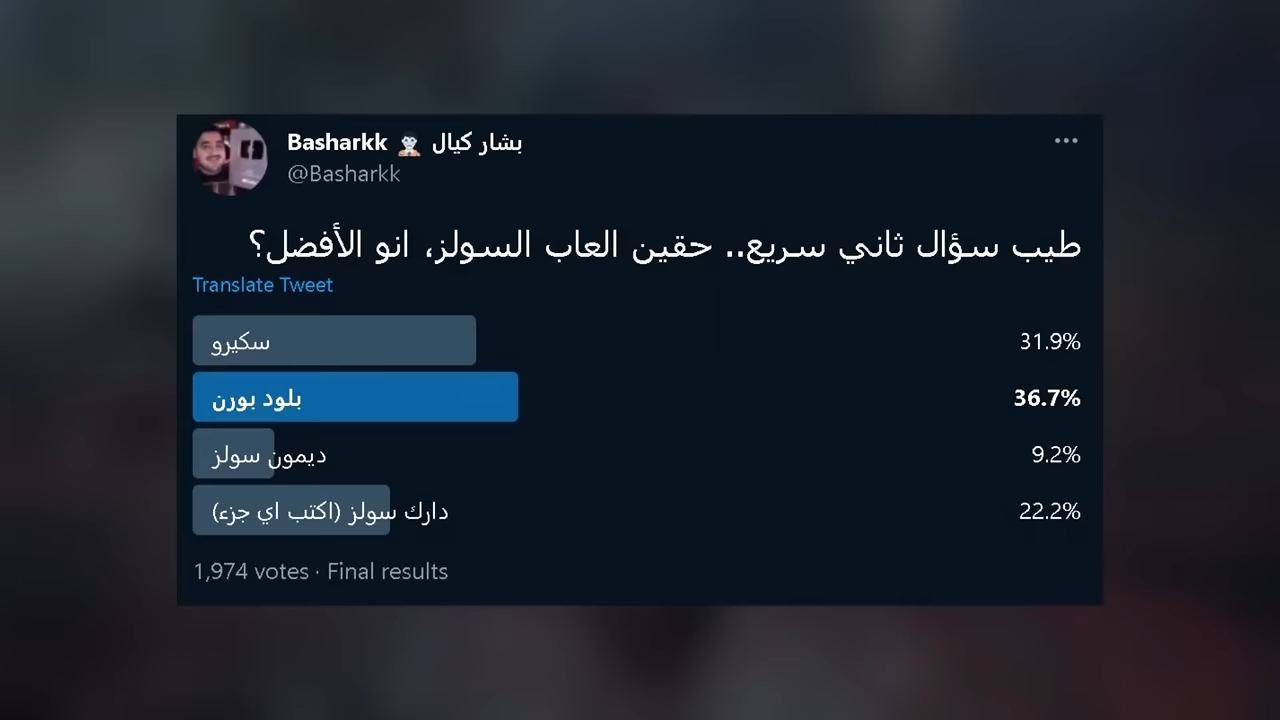 Basharkk 🧛🏻 بشار كيال
@Basharkk
طيب سؤال ثاني سريع.. حقين العاب السولز، انو الأفضل؟
Translate Tweet
سكيرو 31.9%
بلود بورن 36.7%
ديمون سولز 9.2%
دارك سولز (اكتب اي جزء) 22.2%
1,974 votes · Final results